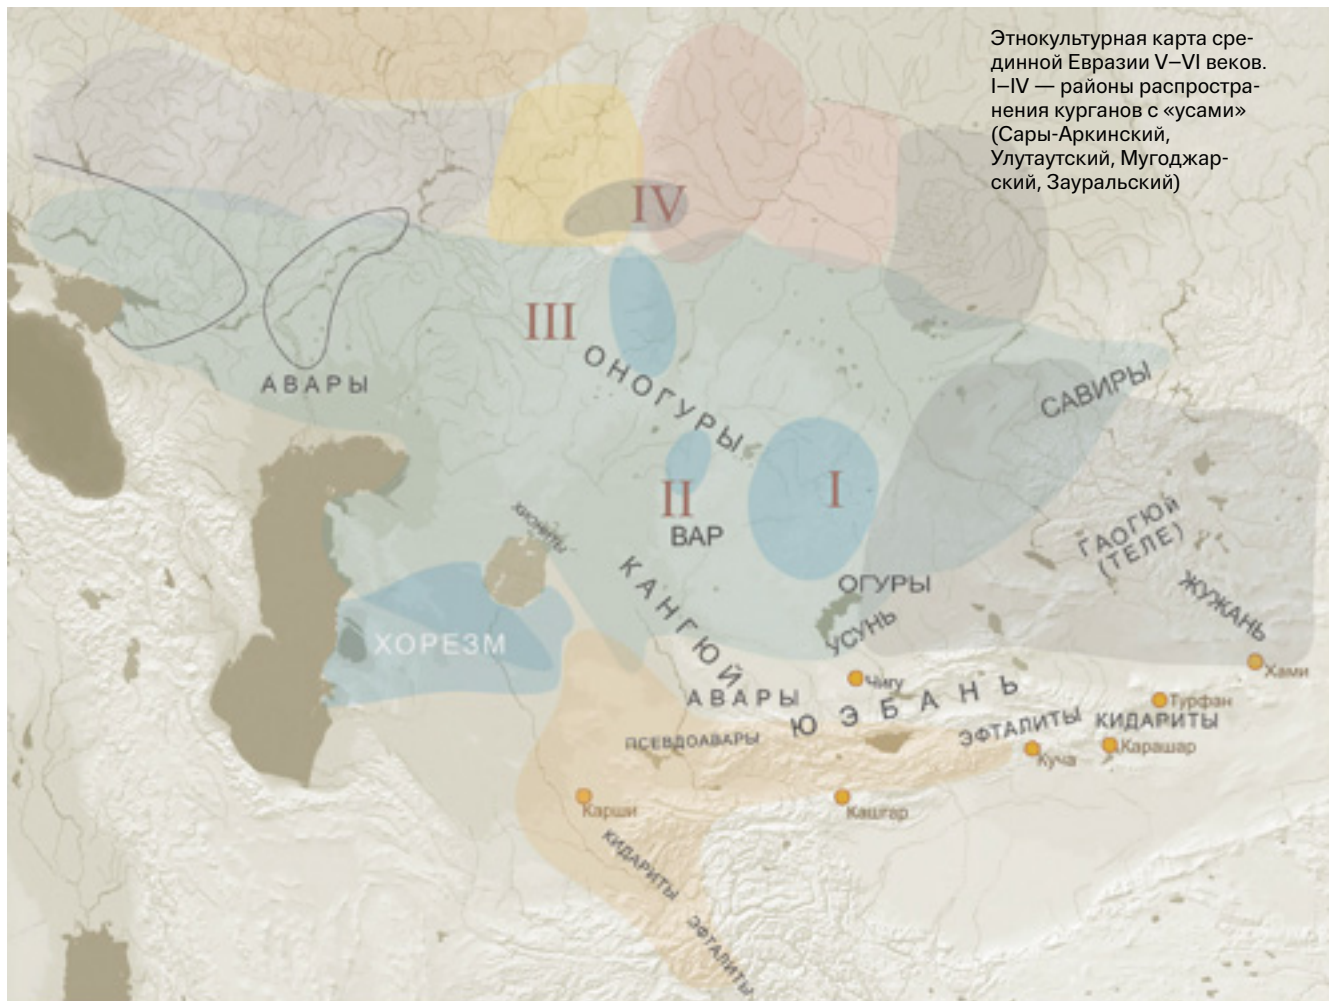 Этнокультурная карта сре-
динной Евразии V–VI веков.
I–IV — районы распростра-
нения курганов с «усами»
(Сары-Аркинский,
Улутаутский, Мугоджар-
ский, Зауральский)
IV
III
ОНОГУРЫ
АВАРЫ
САВИРЫ
I
II
ВАР
ХИОНИТЫ
ГАОГЮЙ
(ТЕЛЕ)
КАНГЮЙ
ОГУРЫ
ЖУЖАНЬ
УСУНЬ
ХОРЕЗМ
Хами
Чигу
АВАРЫ
Турфан
ЮЭБАНЬ
ЭФТАЛИТЫ
КИДАРИТЫ
ПСЕВДОАВАРЫ
Карашар
Куча
Карши
Кашгар
КИДАРИТЫ
ЭФТАЛИТЫ